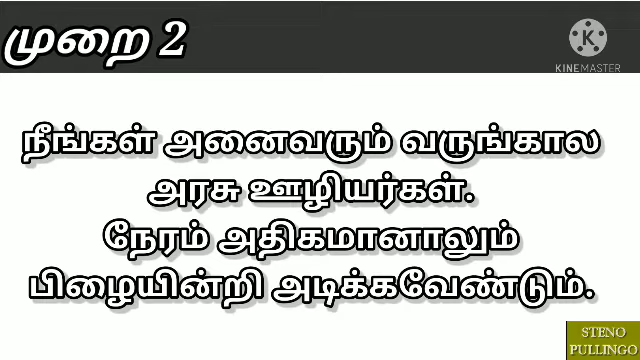 முறை 2
KINEMASTER
நீங்கள் அனைவரும் வருங்கால
அரசு ஊழியர்கள்.
நேரம் அதிகமானாலும்
பிழையின்றி அடிக்கவேண்டும்.
STENO
PULLINGO